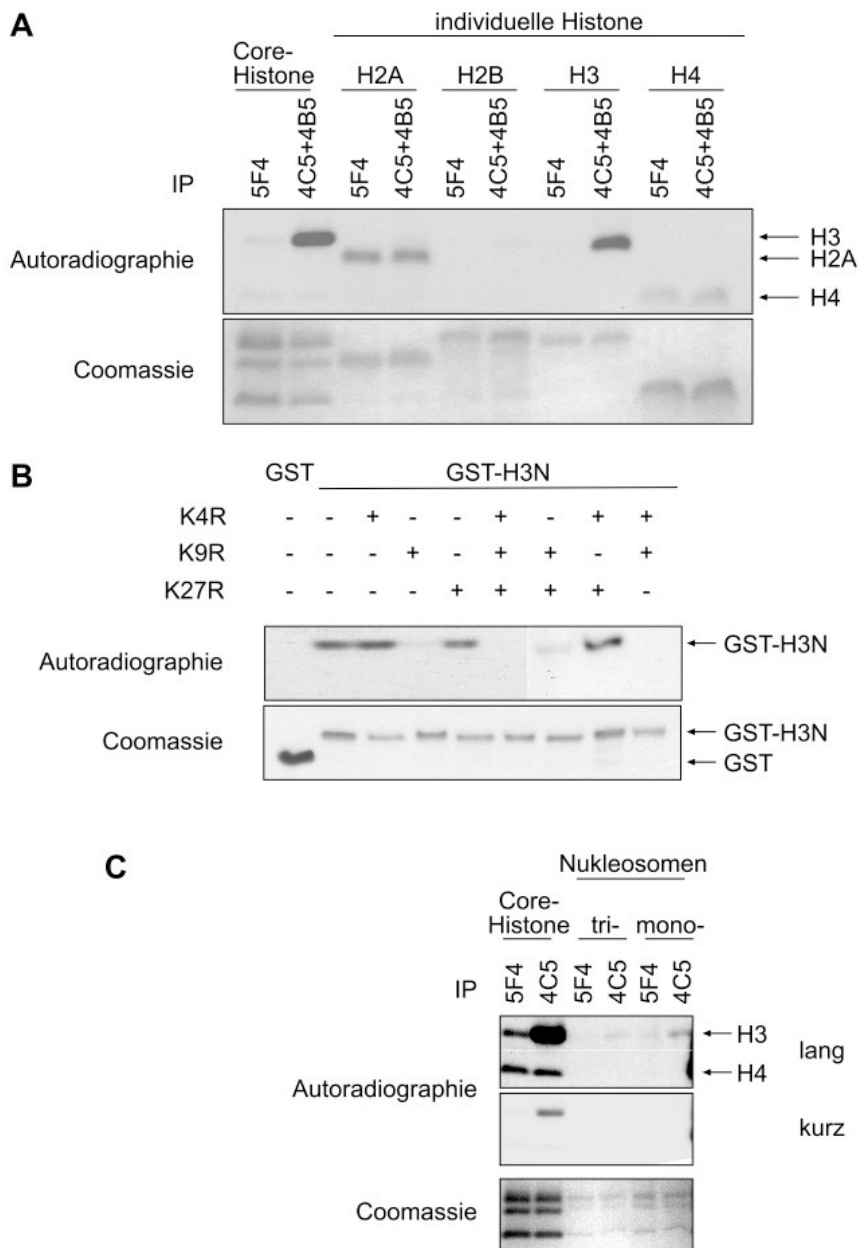 A
individuelle Histone
Core-
Histone
H2A H2B H3 H4
IP
5F4 4C5+4B5 5F4 4C5+4B5 5F4 4C5+4B5 5F4 4C5+4B5 5F4 4C5+4B5
Autoradiographie
H3
H2A
H4
Coomassie
B
GST GST-H3N
K4R - - + - - + - + +
K9R - - - + - + + - +
K27R - - - - + + + + -
Autoradiographie
GST-H3N
Coomassie
GST-H3N
GST
C
Nukleosomen
Core-
Histone
tri- mono-
IP
5F4 4C5 5F4 4C5 5F4 4C5
Autoradiographie
H3
H4
lang
kurz
Coomassie